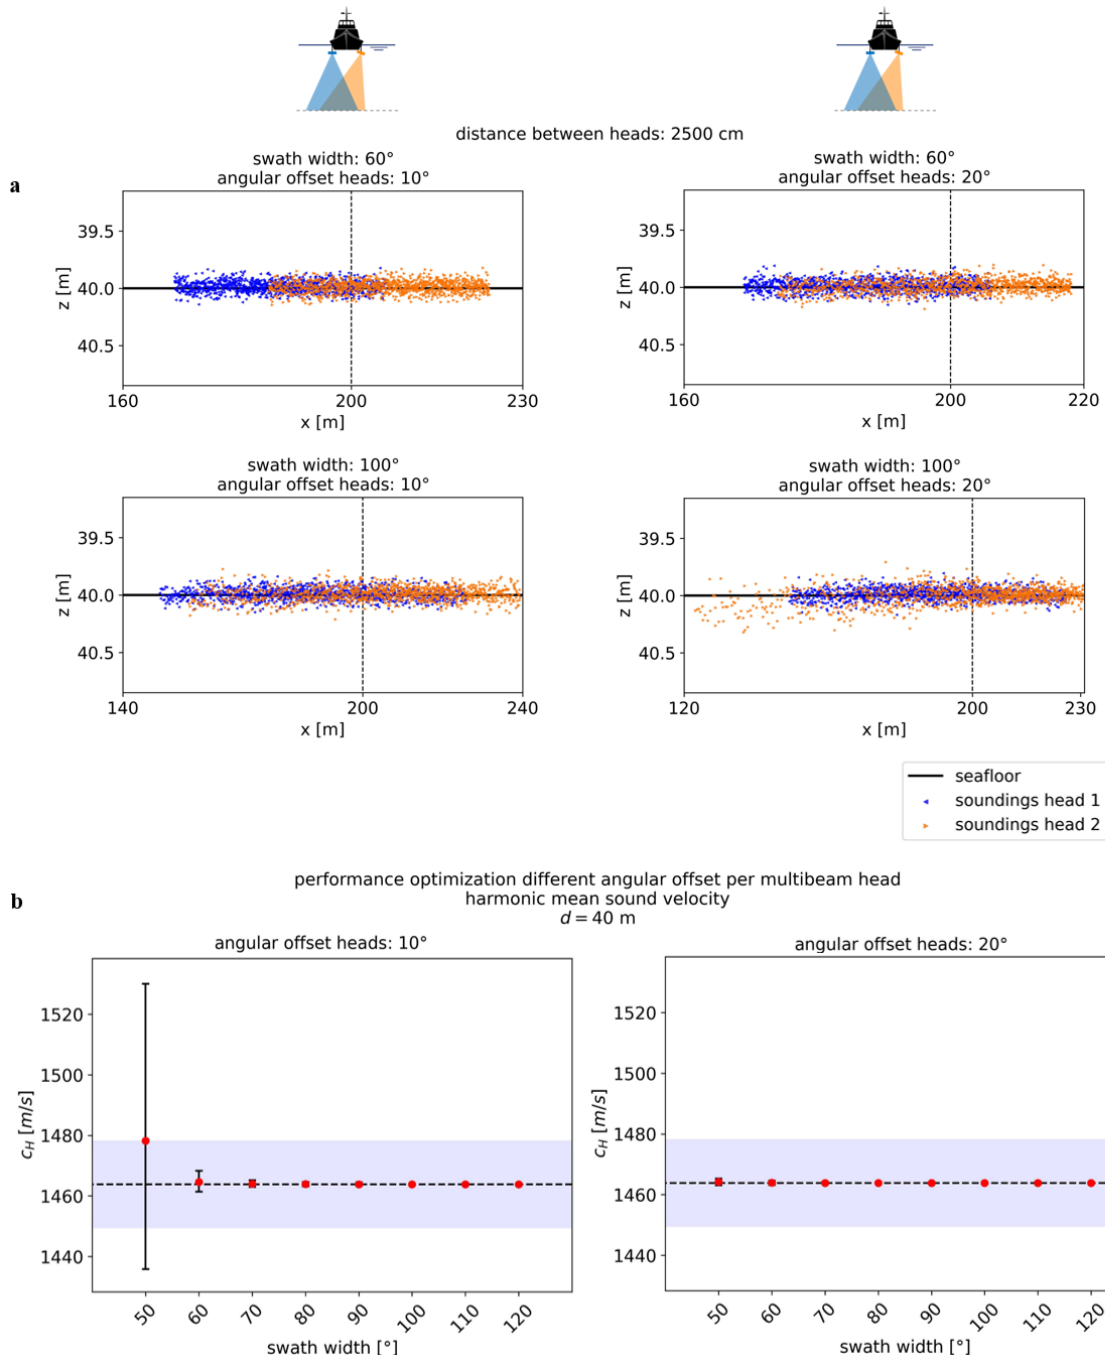 distance between heads: 2500 cm
a
swath width: 60°
angular offset heads: 10°
39.5
40.0
40.5
z [m]
160
200
230
x [m]
swath width: 60°
angular offset heads: 20°
39.5
40.0
40.5
z [m]
160
200
220
x [m]
swath width: 100°
angular offset heads: 10°
39.5
40.0
40.5
z [m]
140
200
240
x [m]
swath width: 100°
angular offset heads: 20°
39.5
40.0
40.5
z [m]
120
200
230
x [m]
seafloor
soundings head 1
soundings head 2
b
performance optimization different angular offset per multibeam head
harmonic mean sound velocity
d = 40 m
angular offset heads: 10°
1520
1500
1480
1460
1440
c_H [m/s]
50
60
70
80
90
100
110
120
swath width [°]
angular offset heads: 20°
1520
1500
1480
1460
1440
c_H [m/s]
50
60
70
80
90
100
110
120
swath width [°]